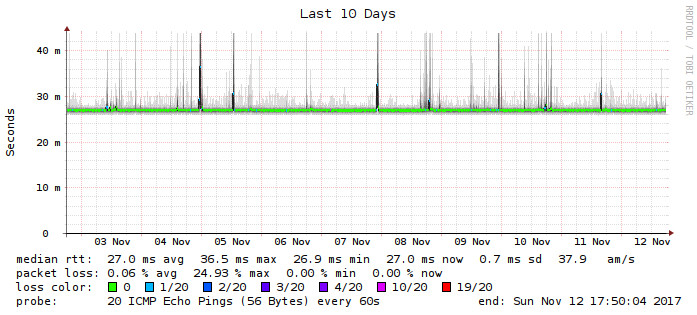 Last 10 Days
RRDTOOL / TOBI OETIKER
Seconds
40 m
30 m
20 m
10 m
0
03 Nov 04 Nov 05 Nov 06 Nov 07 Nov 08 Nov 09 Nov 10 Nov 11 Nov 12 Nov
median rtt: 27.0 ms avg 36.5 ms max 26.9 ms min 27.0 ms now 0.7 ms sd 37.9 am/s
packet loss: 0.06 % avg 24.93 % max 0.00 % min 0.00 % now
loss color: 0 1/20 2/20 3/20 4/20 10/20 19/20
probe: 20 ICMP Echo Pings (56 Bytes) every 60s end: Sun Nov 12 17:50:04 2017